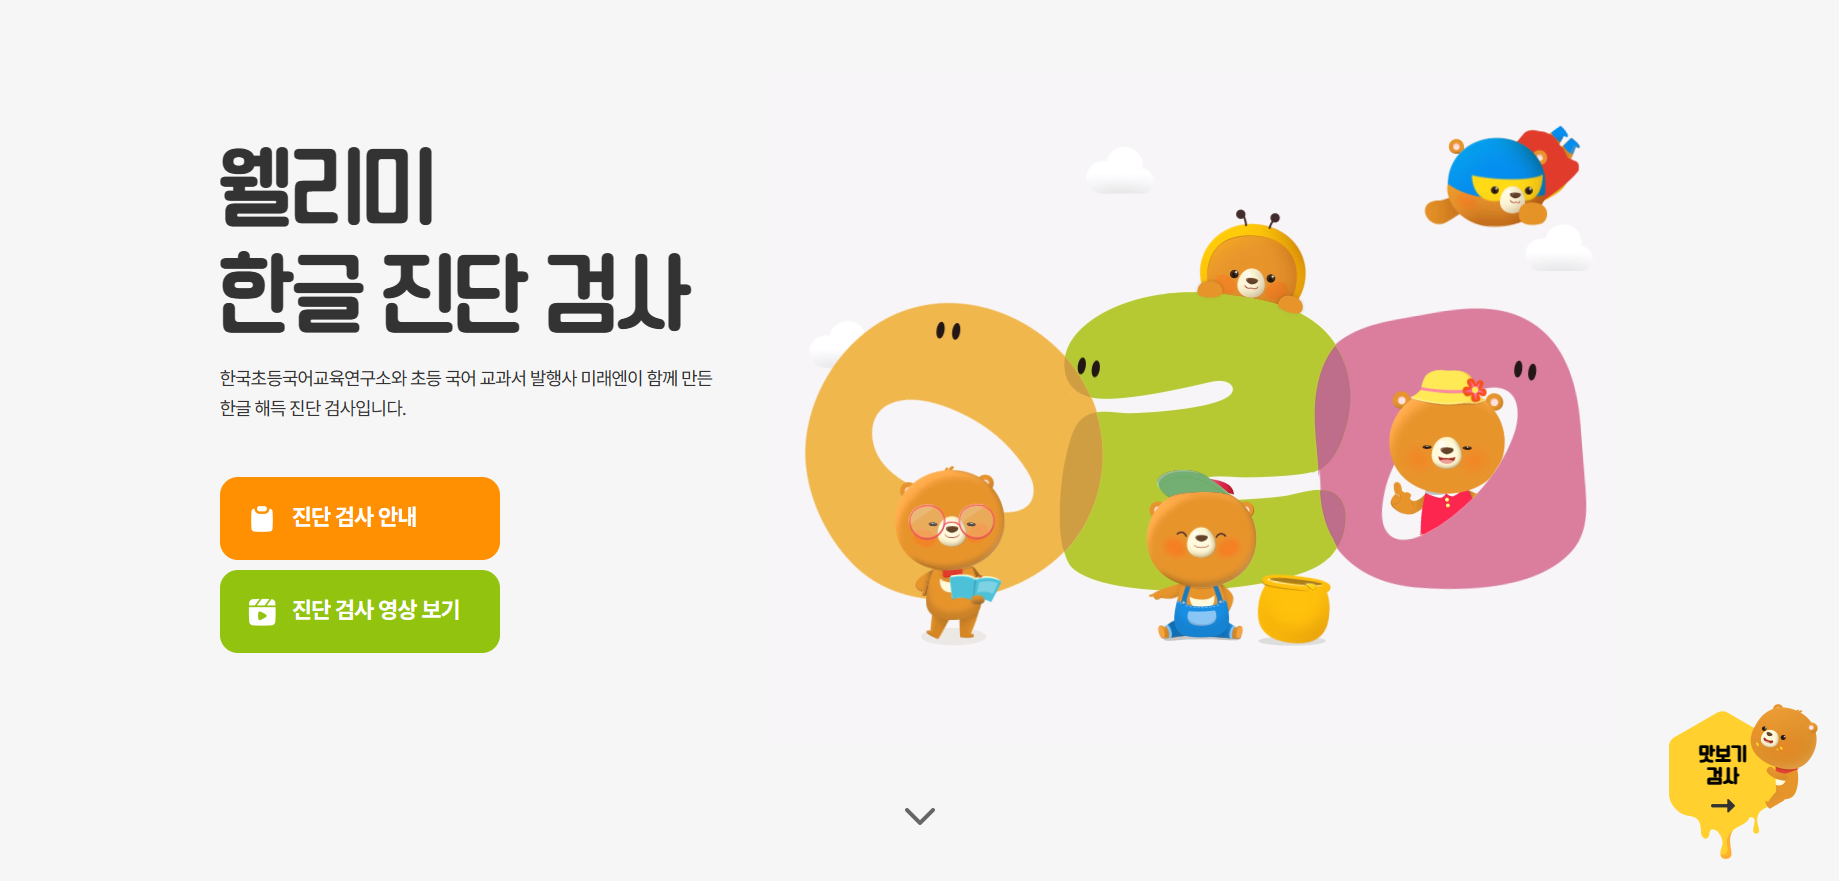 웰리미
한글 진단 검사
한국초등국어교육연구소와 초등 국어 교과서 발행사 미래엔이 함께 만든
한글 해득 진단 검사입니다.
진단 검사 안내
진단 검사 영상 보기
ㅇㄹㅁ
맛보기
검사